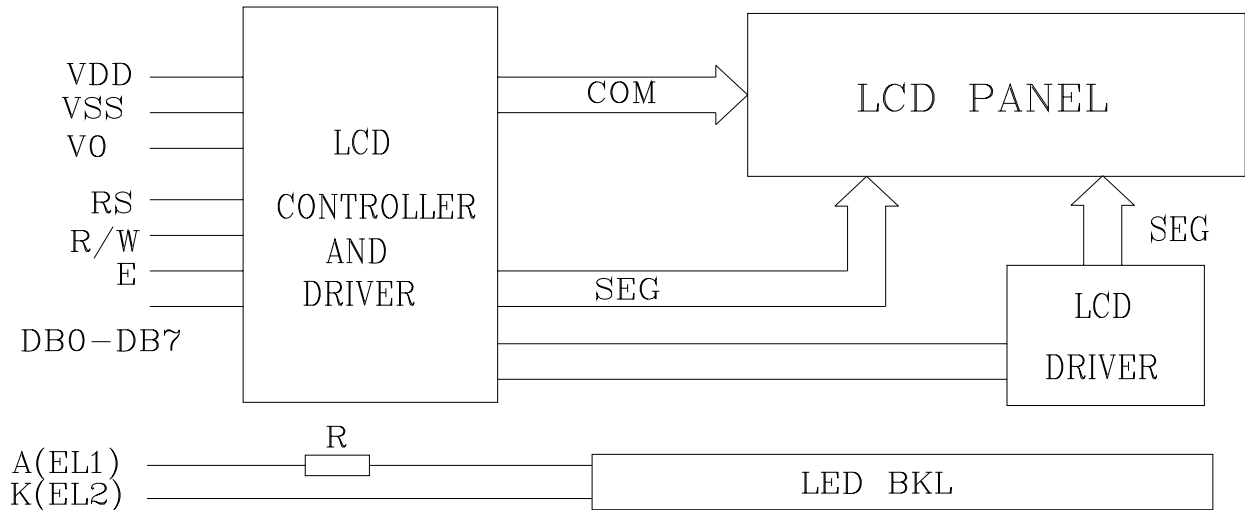 VDD
VSS
V0
RS
R/W
E
DB0-DB7
LCD
CONTROLLER
AND
DRIVER
COM
SEG
LCD PANEL
SEG
LCD
DRIVER
A(EL1)
K(EL2)
R
LED BKL